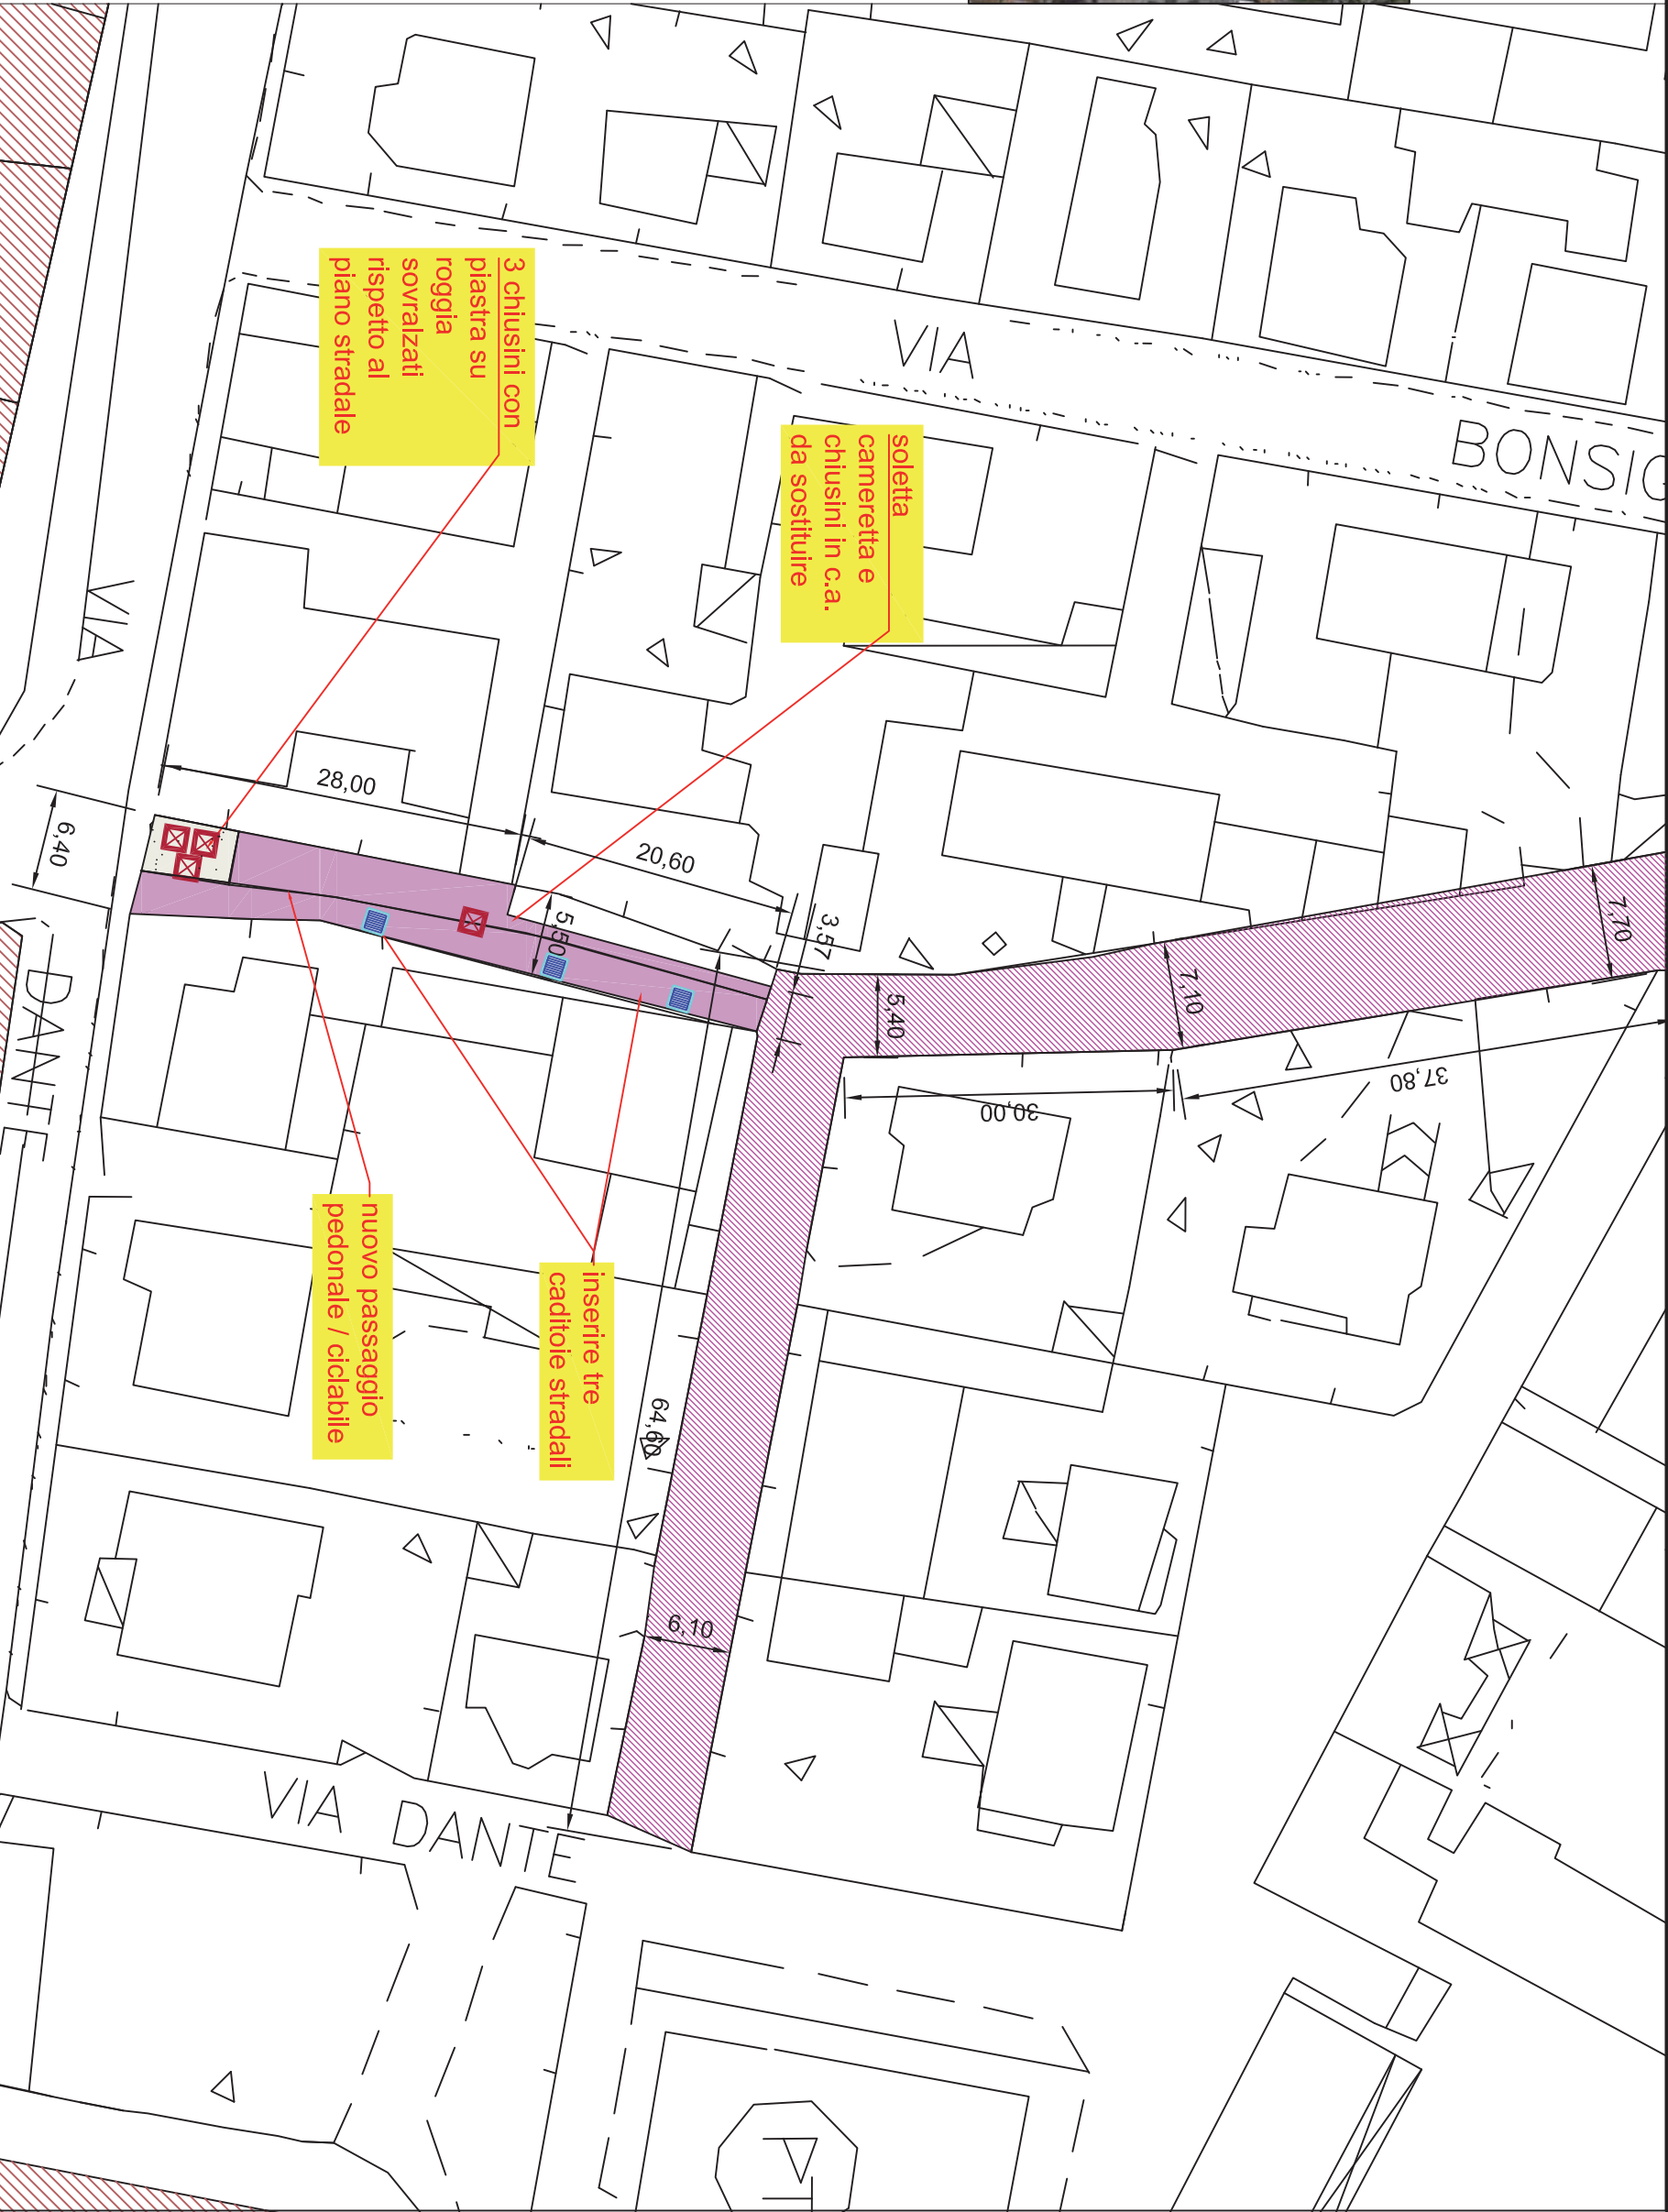 3 chiusini con
piastra su
roggia
sovralzati
rispetto al
piano stradale
soletta
cameretta e
chiusini in c.a.
da sostituire
VIA
BONSIG
VIA
DANTE
28,00
20,60
6,40
5,50
3,57
5,40
7,10
7,70
30,00
37,80
nuovo passaggio
pedonale / ciclabile
inserire tre
caditoie stradali
64,60
6,10
VIA DANTE